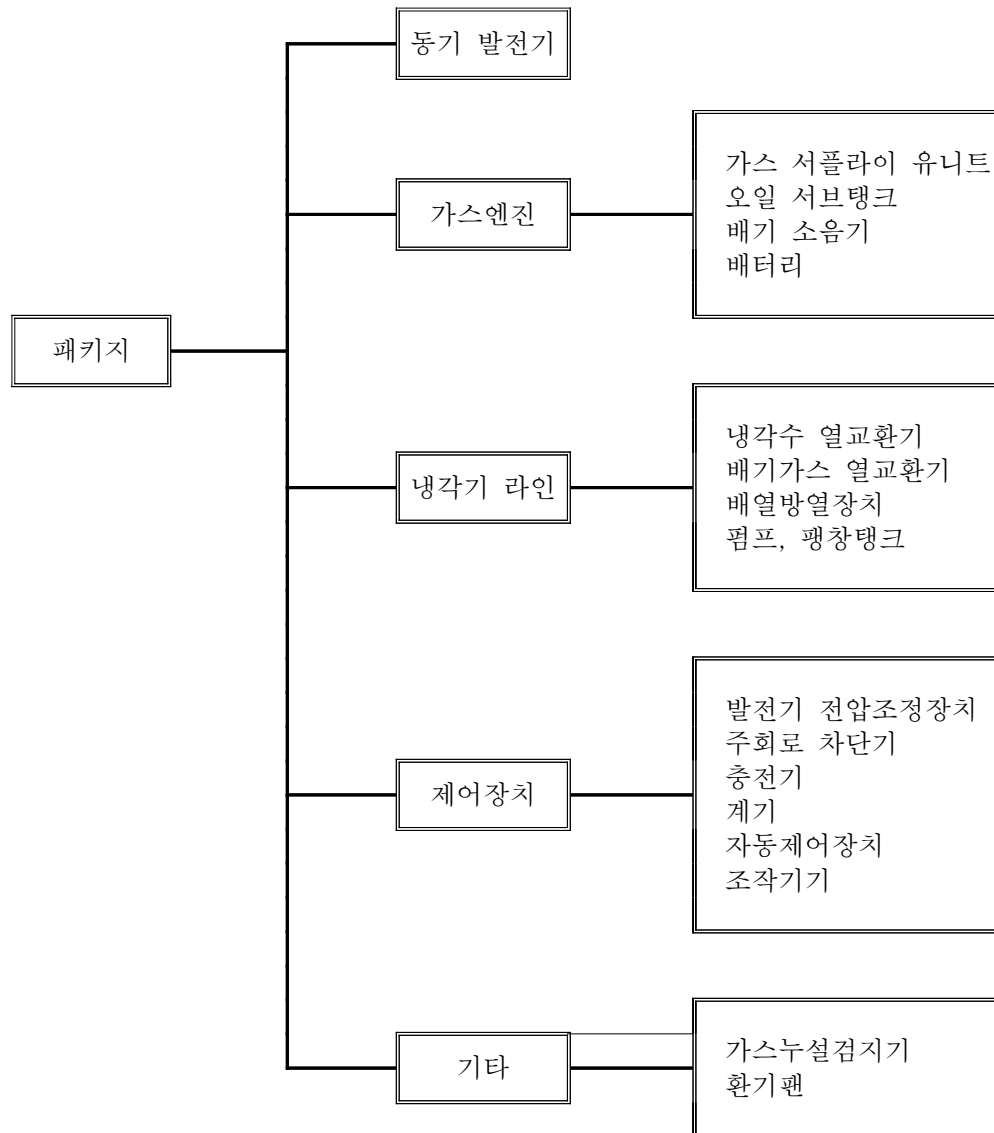 동기 발전기
가스 서플라이 유니트
오일 서브탱크
가스엔진
배기 소음기
배터리
패키지
냉각수 열교환기
배기가스 열교환기
냉각기 라인
배열방열장치
펌프, 팽창탱크
발전기 전압조정장치
주회로 차단기
충전기
제어장치
계기
자동제어장치
조작기기
가스누설검지기
기타
환기팬